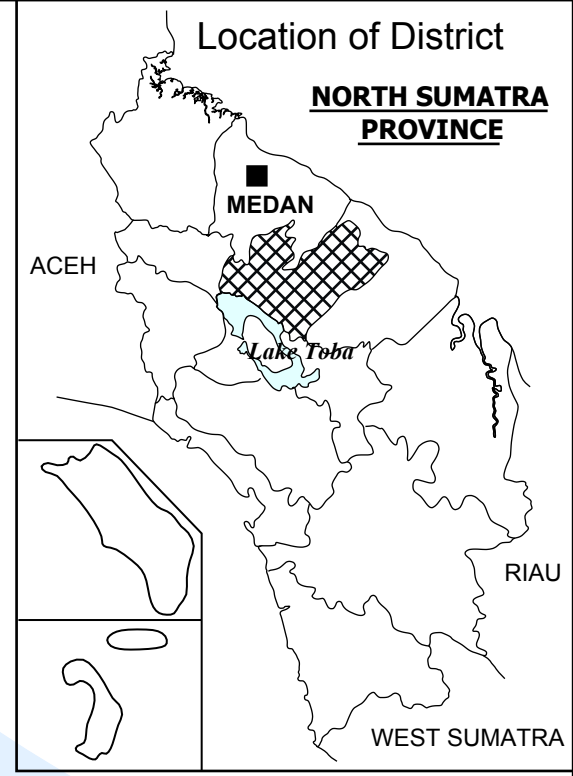 Location of District
NORTH SUMATRA
PROVINCE
MEDAN
ACEH
Lake Toba
RIAU
WEST SUMATRA